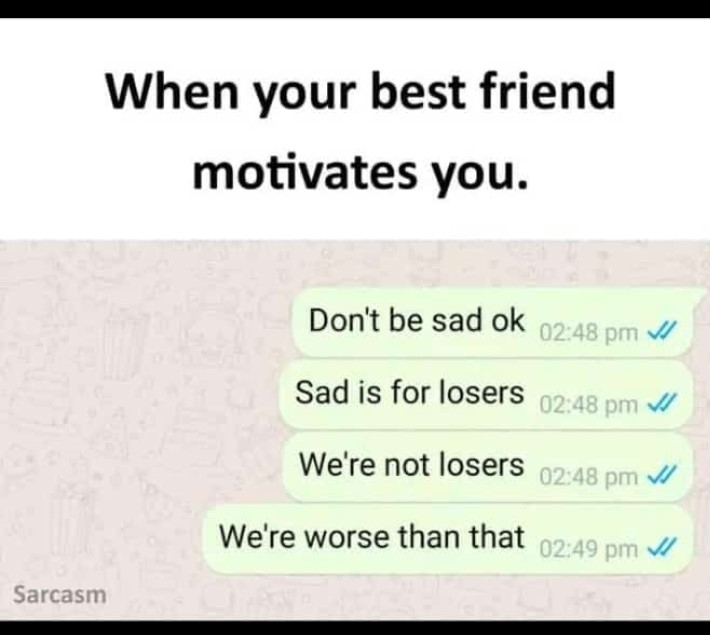 When your best friend
motivates you.
Don't be sad ok 02:48 pm
Sad is for losers 02:48 pm
We're not losers 02:48 pm
We're worse than that 02:49 pm
Sarcasm